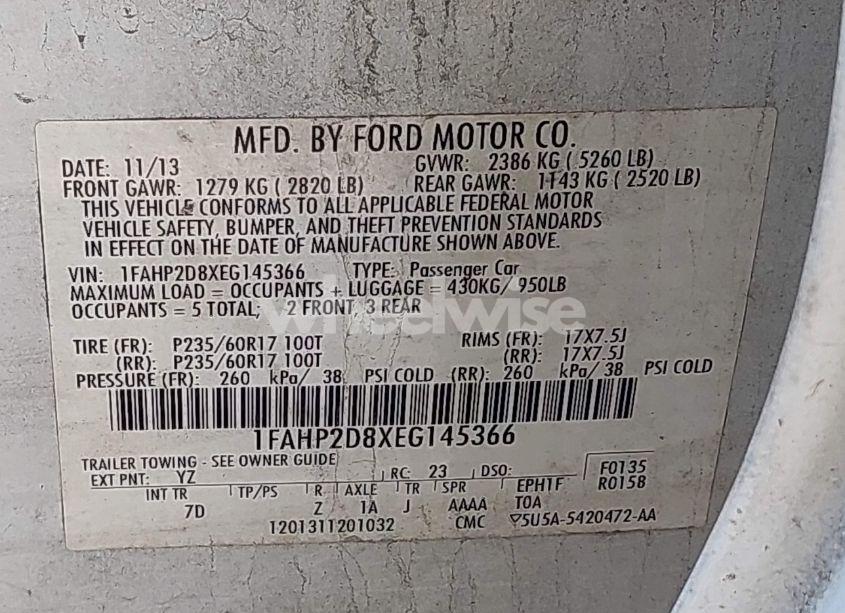 MFD. BY FORD MOTOR CO.
DATE: 11/13 GVWR: 2386 KG ( 5260 LB)
FRONT GAWR: 1279 KG ( 2820 LB) REAR GAWR: 1143 KG ( 2520 LB)
THIS VEHICLE CONFORMS TO ALL APPLICABLE FEDERAL MOTOR
VEHICLE SAFETY, BUMPER, AND THEFT PREVENTION STANDARDS
IN EFFECT ON THE DATE OF MANUFACTURE SHOWN ABOVE.
VIN: 1FAHP2D8XEG145366 TYPE: Passenger Car
MAXIMUM LOAD = OCCUPANTS + LUGGAGE = 430KG/ 950LB
OCCUPANTS = 5 TOTAL; 2 FRONT, 3 REAR
wheelwise
TIRE (FR): P235/60R17 100T RIMS (FR): 17X7.5J
(RR): P235/60R17 100T (RR): 17X7.5J
PRESSURE (FR): 260 kPa/ 38 PSI COLD (RR): 260 kPa/ 38 PSI COLD
1FAHP2D8XEG145366
TRAILER TOWING - SEE OWNER GUIDE
EXT PNT: YZ RC: 23 DSO: F0135
INT TR TP/PS R AXLE TR SPR EPH1F R0158
7D Z 1A J AAAA TOA
1201311201032 CMC 5U5A-5420472-AA